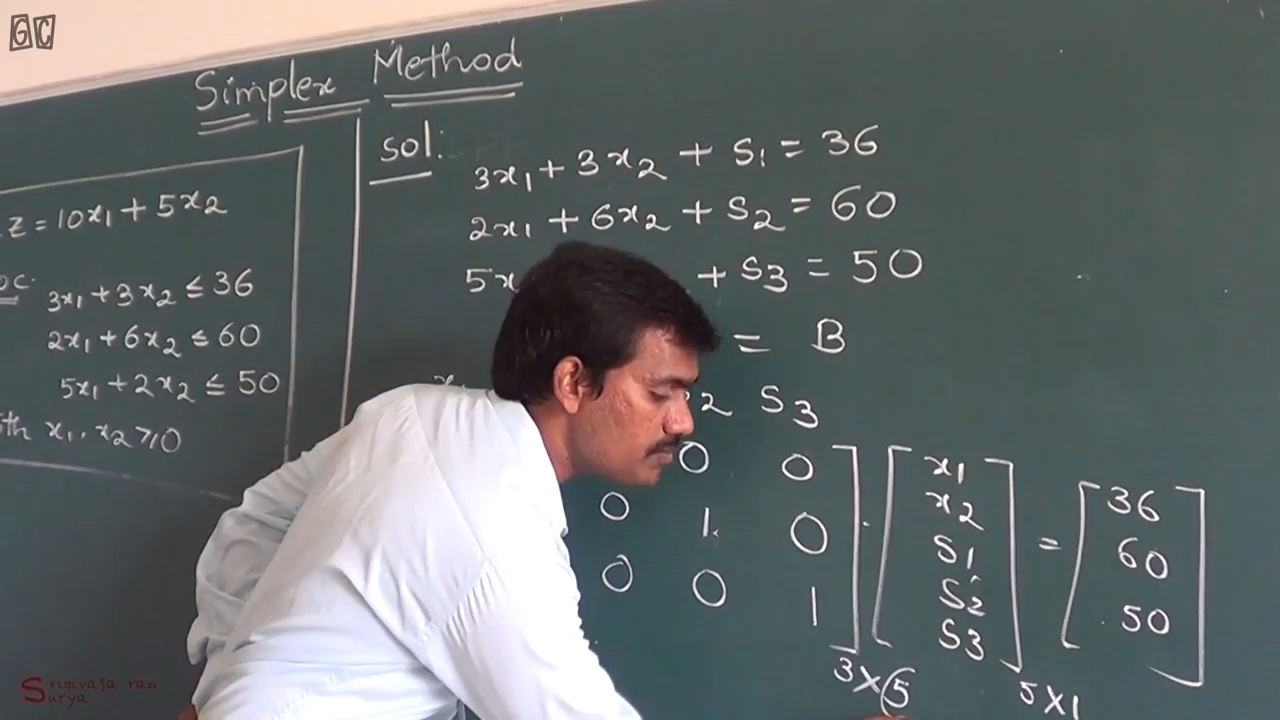 GC
Simplex Method
Z = 10x₁ + 5x₂
3x₁ + 3x₂ ≤ 36
2x₁ + 6x₂ ≤ 60
5x₁ + 2x₂ ≤ 50
x₁, x₂ ≥ 0
sol:
3x₁ + 3x₂ + S₁ = 36
2x₁ + 6x₂ + S₂ = 60
5x + S₃ = 50
= B
2 S₃
0 0
0 1 0
0 0 1
x₁
x₂
S₁
S₂
S₃
=
36
60
50
3×(5
5×1
Srinivasa rao
Surya